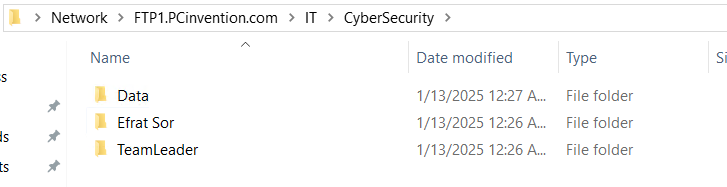 Network > FTP1.PCinvention.com > IT > CyberSecurity >
Name Date modified Type Si
ss
Data 1/13/2025 12:27 A... File folder
Efrat Sor 1/13/2025 12:26 A... File folder
ds TeamLeader 1/13/2025 12:26 A... File folder
ts